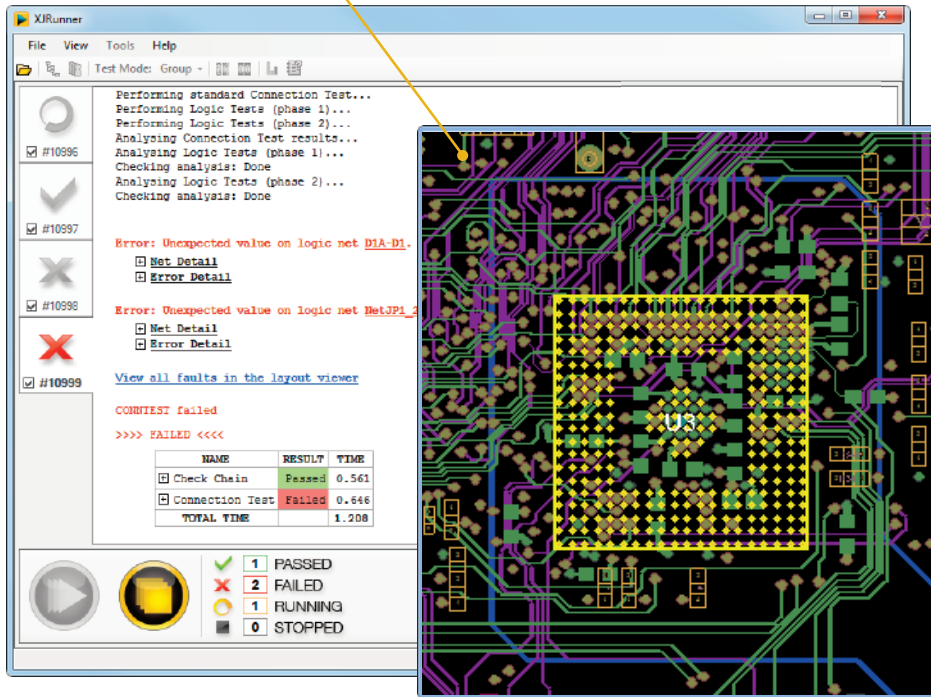 XJRunner
File View Tools Help
Test Mode: Group
#10996
#10997
#10998
#10999
Performing standard Connection Test...
Performing Logic Tests (phase 1)...
Performing Logic Tests (phase 2)...
Analysing Connection Test results...
Analysing Logic Tests (phase 1)...
Checking analysis: Done
Analysing Logic Tests (phase 2)...
Checking analysis: Done
Error: Unexpected value on logic net D1A-D1.
Net Detail
Error Detail
Error: Unexpected value on logic net NetJP1_2
Net Detail
Error Detail
View all faults in the layout viewer
CONNTEST failed
>>>> FAILED <<<<
NAME RESULT TIME
Check Chain Passed 0.561
Connection Test Failed 0.646
TOTAL TIME 1.208
1 PASSED
2 FAILED
1 RUNNING
0 STOPPED
U3